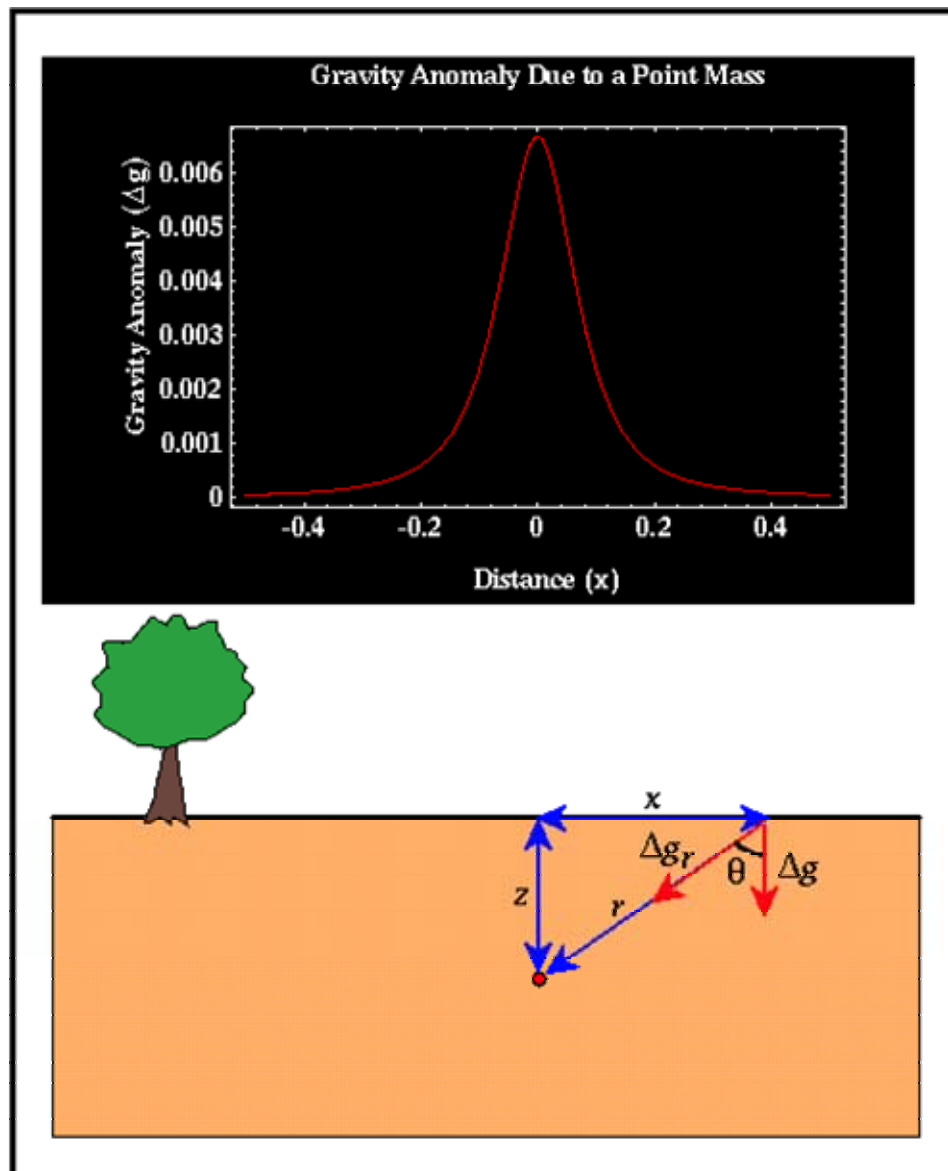 Gravity Anomaly Due to a Point Mass
Gravity Anomaly (Δg)
0.006
0.005
0.004
0.003
0.002
0.001
0
-0.4 -0.2 0 0.2 0.4
Distance (x)
x
Δgr θ Δg
z r